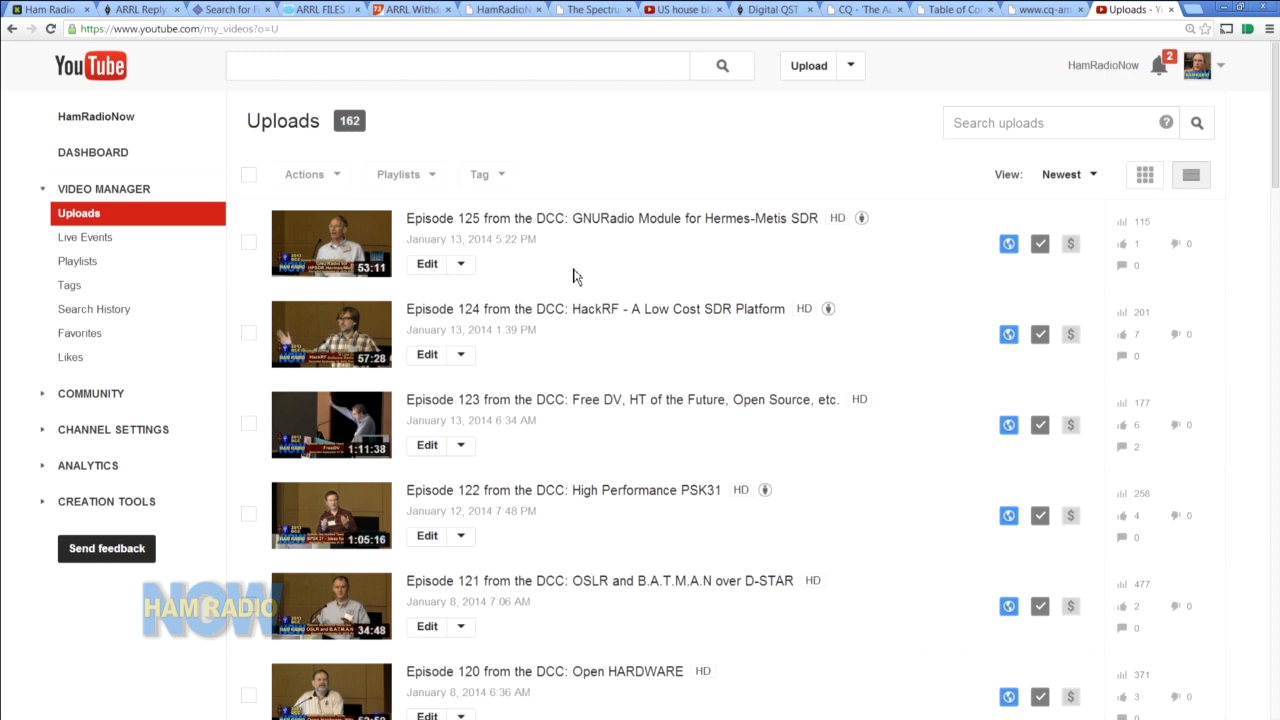 Ham Radio
ARRL Reply
Search for F
ARRL FILES
ARRL Withd
HamRadioN
The Spectru
US house bl
Digital QST
CQ - 'The A
Table of Co
www.cq-am
Uploads - Y
https://www.youtube.com/my_videos?o=U
YouTube
Upload
HamRadioNow
2
HamRadioNow
Uploads 162
Search uploads
DASHBOARD
Actions
Playlists
Tag
View:
Newest
VIDEO MANAGER
Uploads
Live Events
Playlists
Tags
Search History
Favorites
Likes
COMMUNITY
CHANNEL SETTINGS
ANALYTICS
CREATION TOOLS
Send feedback
Episode 125 from the DCC: GNURadio Module for Hermes-Metis SDR HD
January 13, 2014 5:22 PM
Edit
53:11
$
115
1
0
0
Episode 124 from the DCC: HackRF - A Low Cost SDR Platform HD
January 13, 2014 1:39 PM
Edit
HackRF
57:28
$
201
7
0
0
Episode 123 from the DCC: Free DV, HT of the Future, Open Source, etc. HD
January 13, 2014 6:34 AM
Edit
FreeDV
1:11:38
$
177
6
0
2
Episode 122 from the DCC: High Performance PSK31 HD
January 12, 2014 7:48 PM
Edit
1:05:16
$
258
4
0
0
Episode 121 from the DCC: OSLR and B.A.T.M.A.N over D-STAR HD
January 8, 2014 7:06 AM
Edit
OSLR and B.A.T.M.A.N
34:48
$
477
2
0
0
Episode 120 from the DCC: Open HARDWARE HD
January 8, 2014 6:36 AM
Edit
$
371
3
0
HAM RADIO
NOW